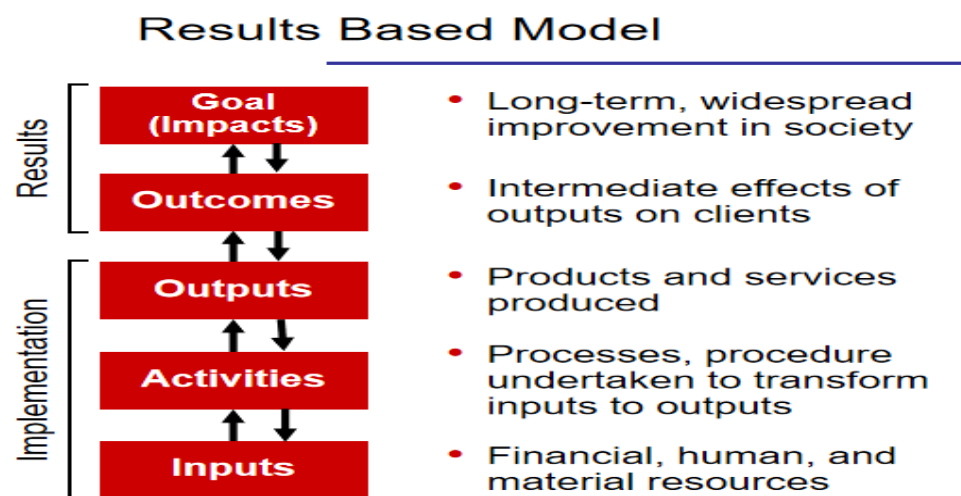 Results Based Model
Results
Goal
(Impacts)
• Long-term, widespread
improvement in society
Outcomes
• Intermediate effects of
outputs on clients
Implementation
Outputs
• Products and services
produced
Activities
• Processes, procedure
undertaken to transform
inputs to outputs
Inputs
• Financial, human, and
material resources